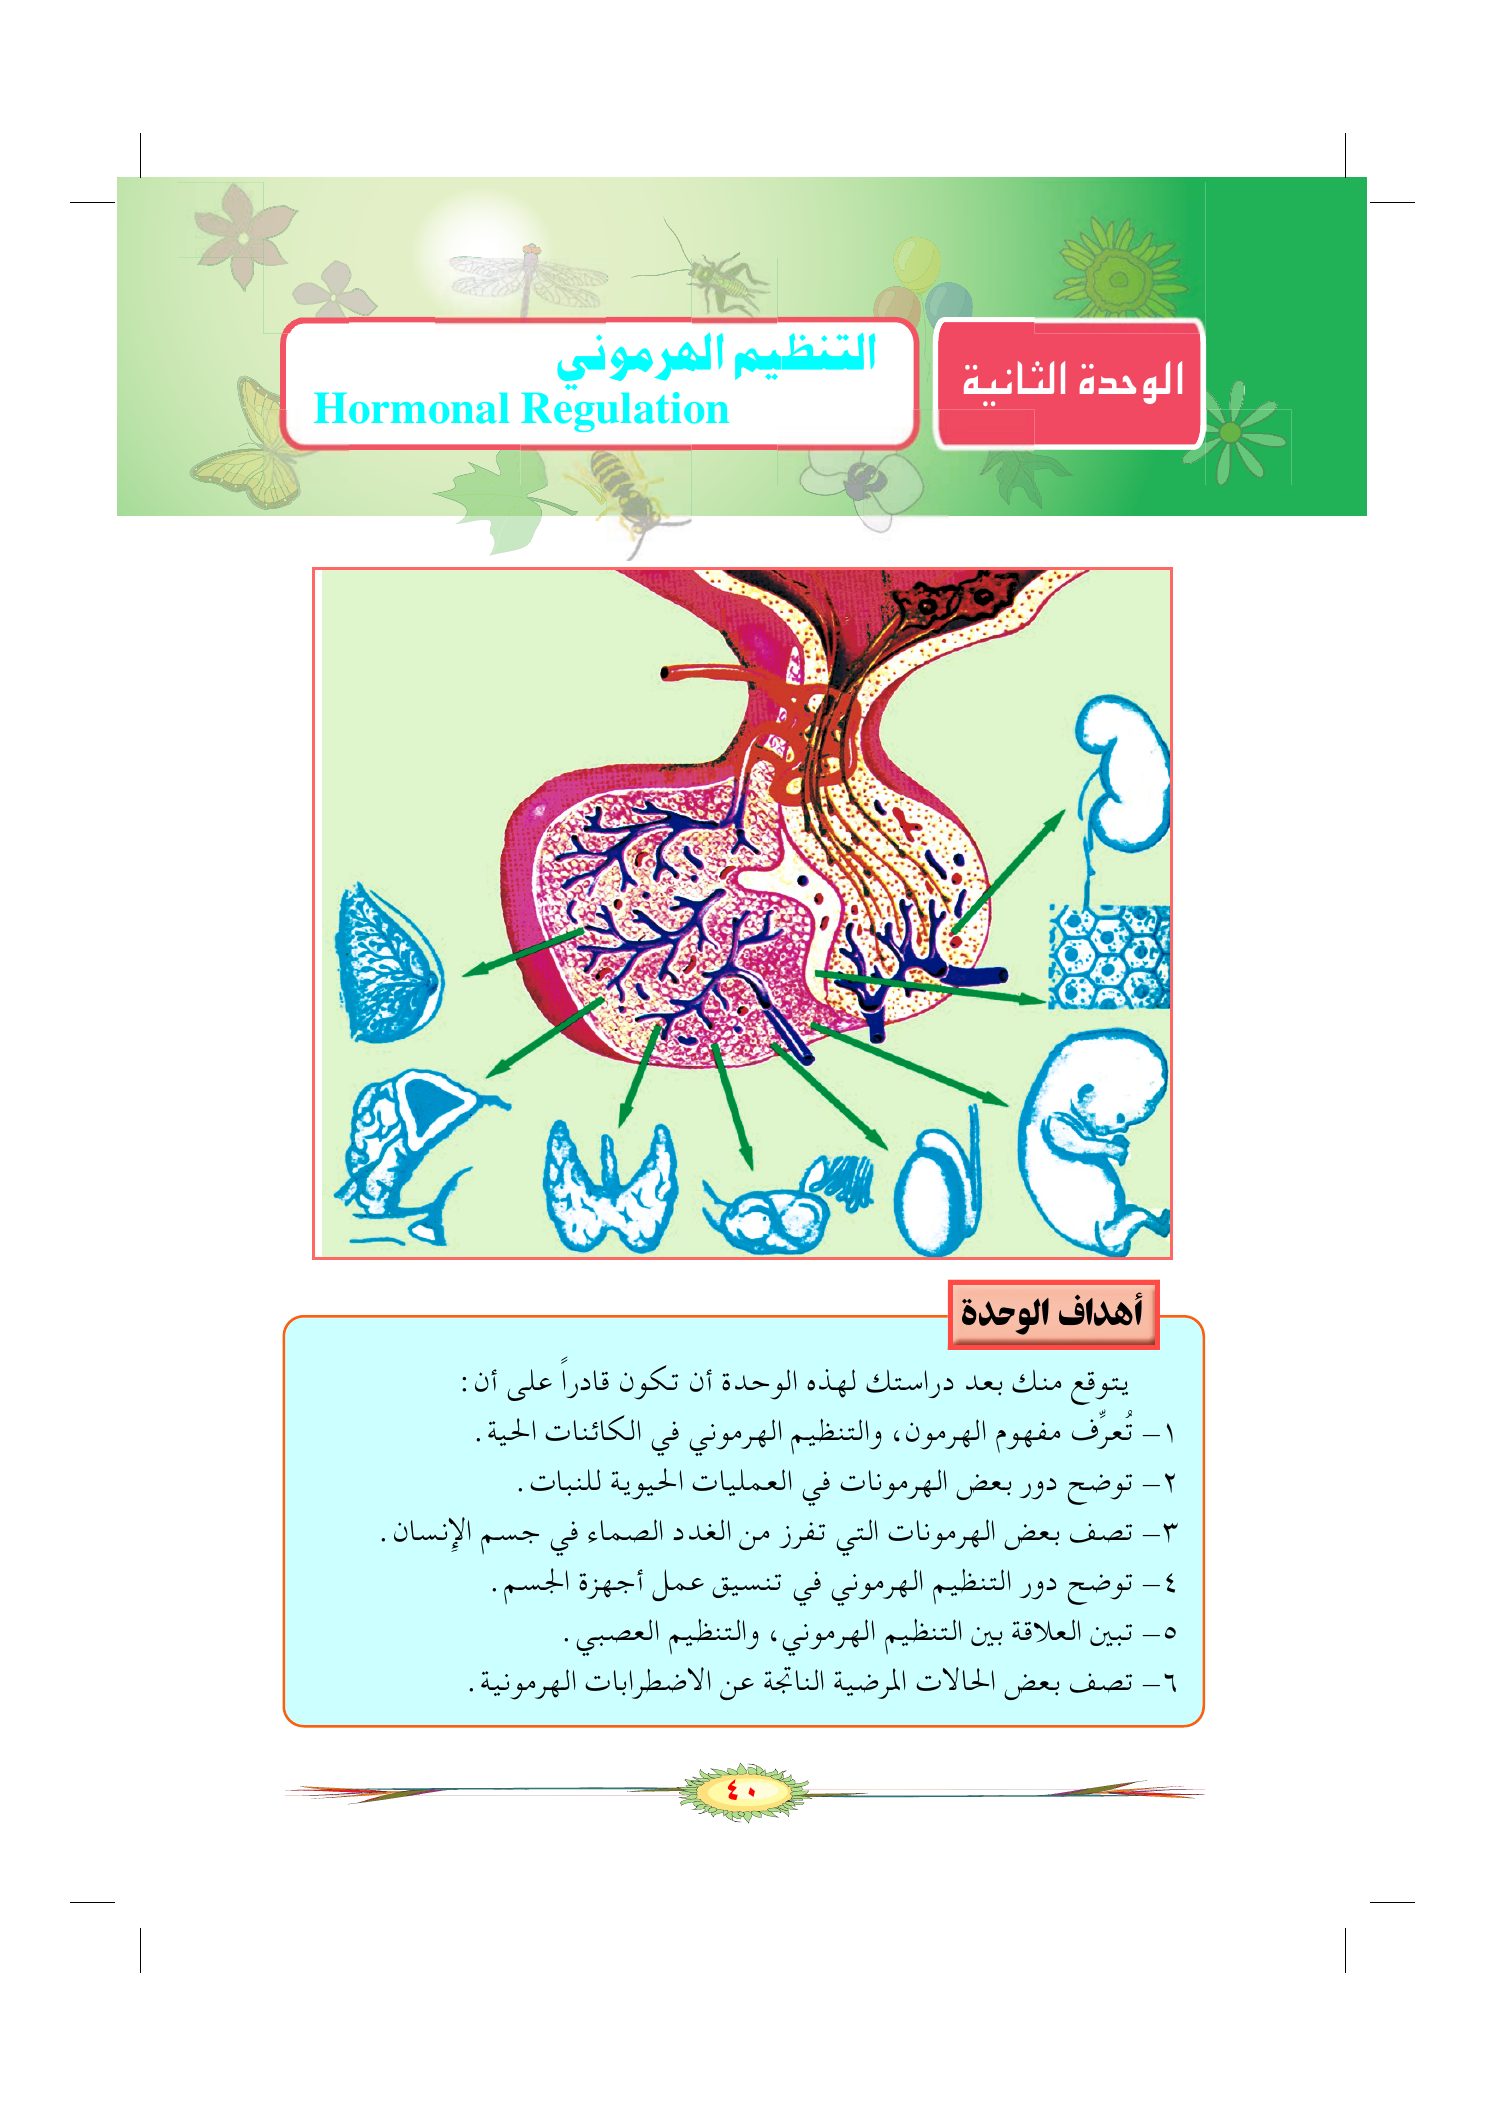 الوحدة الثانية
التنظيم الهرموني
Hormonal Regulation
أهداف الوحدة
يتوقع منك بعد دراستك لهذه الوحدة أن تكون قادراً على أن:
١– تُعرِّف مفهوم الهرمون، والتنظيم الهرموني في الكائنات الحية.
٢– توضح دور بعض الهرمونات في العمليات الحيوية للنبات.
٣– تصف بعض الهرمونات التي تفرز من الغدد الصماء في جسم الإنسان.
٤– توضح دور التنظيم الهرموني في تنسيق عمل أجهزة الجسم.
٥– تبين العلاقة بين التنظيم الهرموني، والتنظيم العصبي.
٦– تصف بعض الحالات المرضية الناتجة عن الاضطرابات الهرمونية.
٤٠